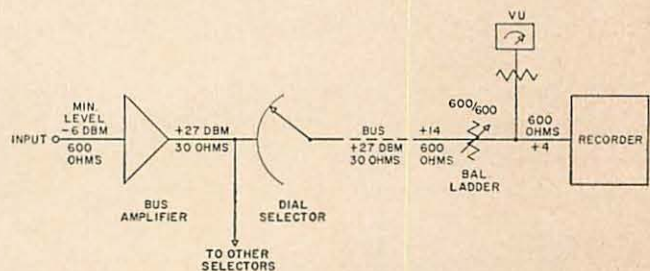 VU
MIN.
LEVEL
-6 DBM
INPUT
600
OHMS
+27 DBM
30 OHMS
BUS
AMPLIFIER
DIAL
SELECTOR
TO OTHER
SELECTORS
BUS
+27 DBM
30 OHMS
+14
600
OHMS
600/600
BAL.
LADDER
600
OHMS
+4
RECORDER